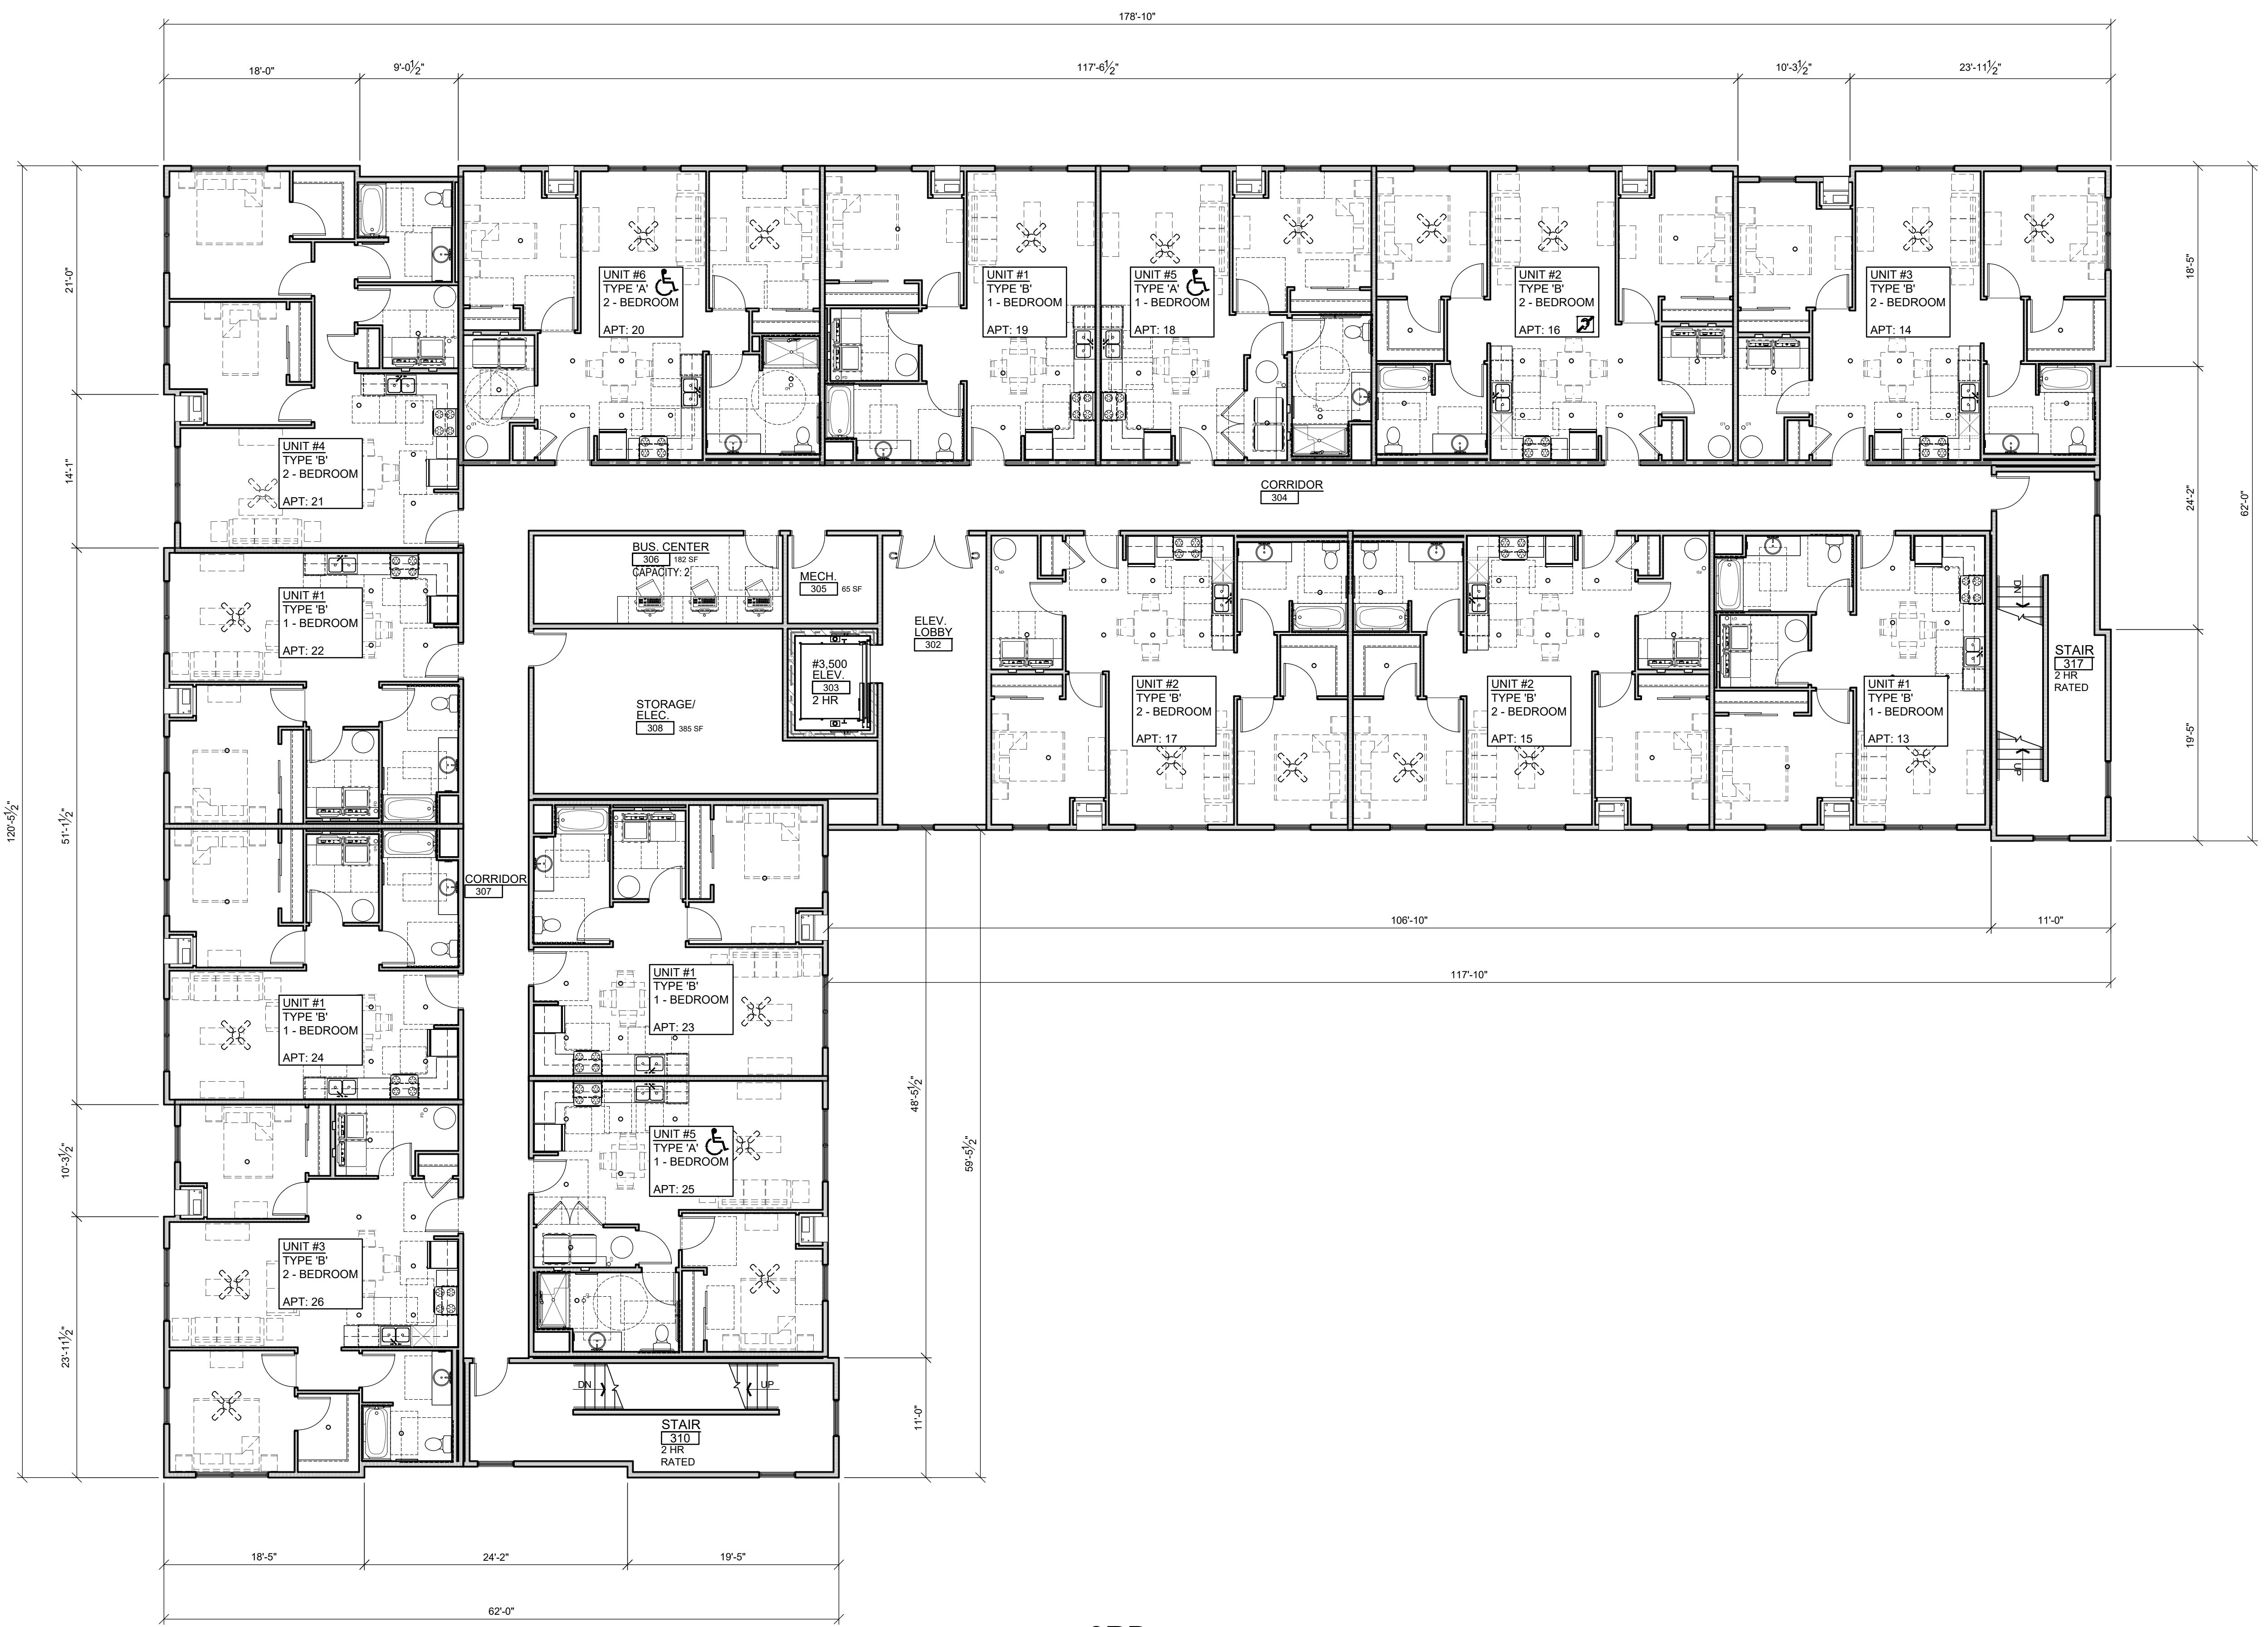 178'-10"
18'-0"
9'-0½"
117'-6½"
10'-3½"
23'-11½"
120'-5½"
21'-0"
14'-1"
51'-1½"
10'-3½"
23'-11½"
18'-5"
24'-2"
19'-5"
62'-0"
UNIT #6
TYPE 'A'
2 - BEDROOM
APT: 20
UNIT #1
TYPE 'B'
1 - BEDROOM
APT: 19
UNIT #5
TYPE 'A'
1 - BEDROOM
APT: 18
UNIT #2
TYPE 'B'
2 - BEDROOM
APT: 16
UNIT #3
TYPE 'B'
2 - BEDROOM
APT: 14
UNIT #4
TYPE 'B'
2 - BEDROOM
APT: 21
CORRIDOR
304
BUS. CENTER
306 182 SF
CAPACITY: 2
MECH.
305 65 SF
ELEV.
LOBBY
302
#3,500
ELEV.
303
2 HR
STORAGE/
ELEC.
308 385 SF
UNIT #1
TYPE 'B'
1 - BEDROOM
APT: 22
UNIT #2
TYPE 'B'
2 - BEDROOM
APT: 17
UNIT #2
TYPE 'B'
2 - BEDROOM
APT: 15
UNIT #1
TYPE 'B'
1 - BEDROOM
APT: 13
DN
UP
STAIR
317
2 HR
RATED
CORRIDOR
307
106'-10"
11'-0"
117'-10"
UNIT #1
TYPE 'B'
1 - BEDROOM
APT: 23
UNIT #1
TYPE 'B'
1 - BEDROOM
APT: 24
48'-5½"
59'-5½"
11'-0"
UNIT #5
TYPE 'A'
1 - BEDROOM
APT: 25
UNIT #3
TYPE 'B'
2 - BEDROOM
APT: 26
DN
UP
STAIR
310
2 HR
RATED
18'-5"
24'-2"
19'-5"
62'-0"